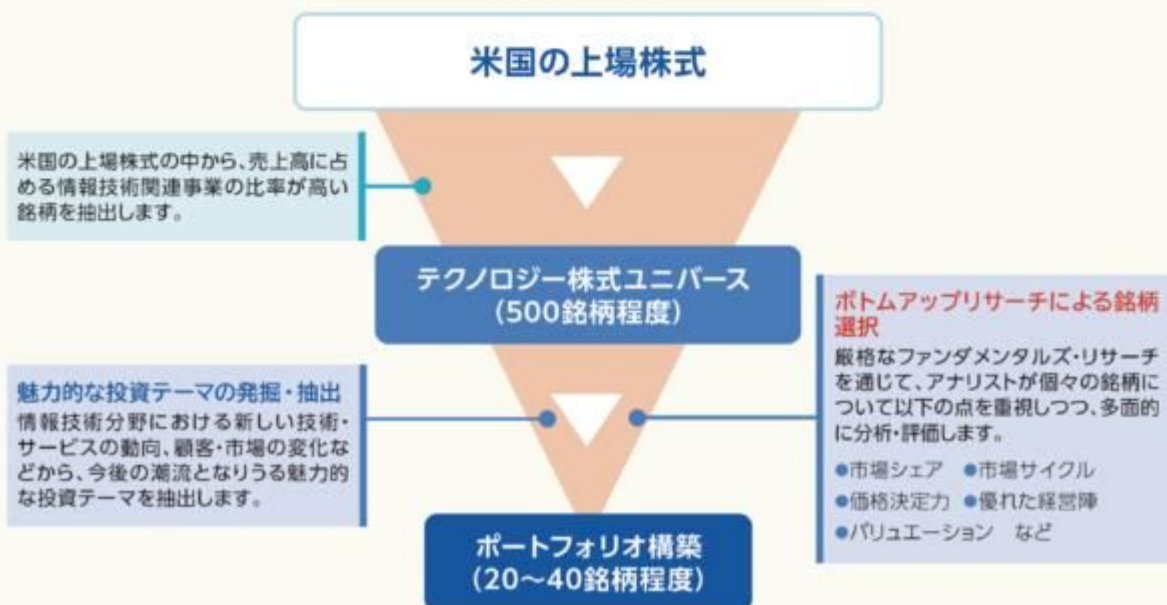 米国の上場株式
米国の上場株式の中から、売上高に占
める情報技術関連事業の比率が高い
銘柄を抽出します。
テクノロジー株式ユニバース
(500銘柄程度)
魅力的な投資テーマの発掘・抽出
情報技術分野における新しい技術・
サービスの動向、顧客・市場の変化な
どから、今後の潮流となりうる魅力的
な投資テーマを抽出します。
ボトムアップリサーチによる銘柄
選択
厳格なファンダメンタルズ・リサーチ
を通じて、アナリストが個々の銘柄に
ついて以下の点を重視しつつ、多面的
に分析・評価します。
●市場シェア ●市場サイクル
●価格決定力 ●優れた経営陣
●バリュエーション など
ポートフォリオ構築
(20〜40銘柄程度)